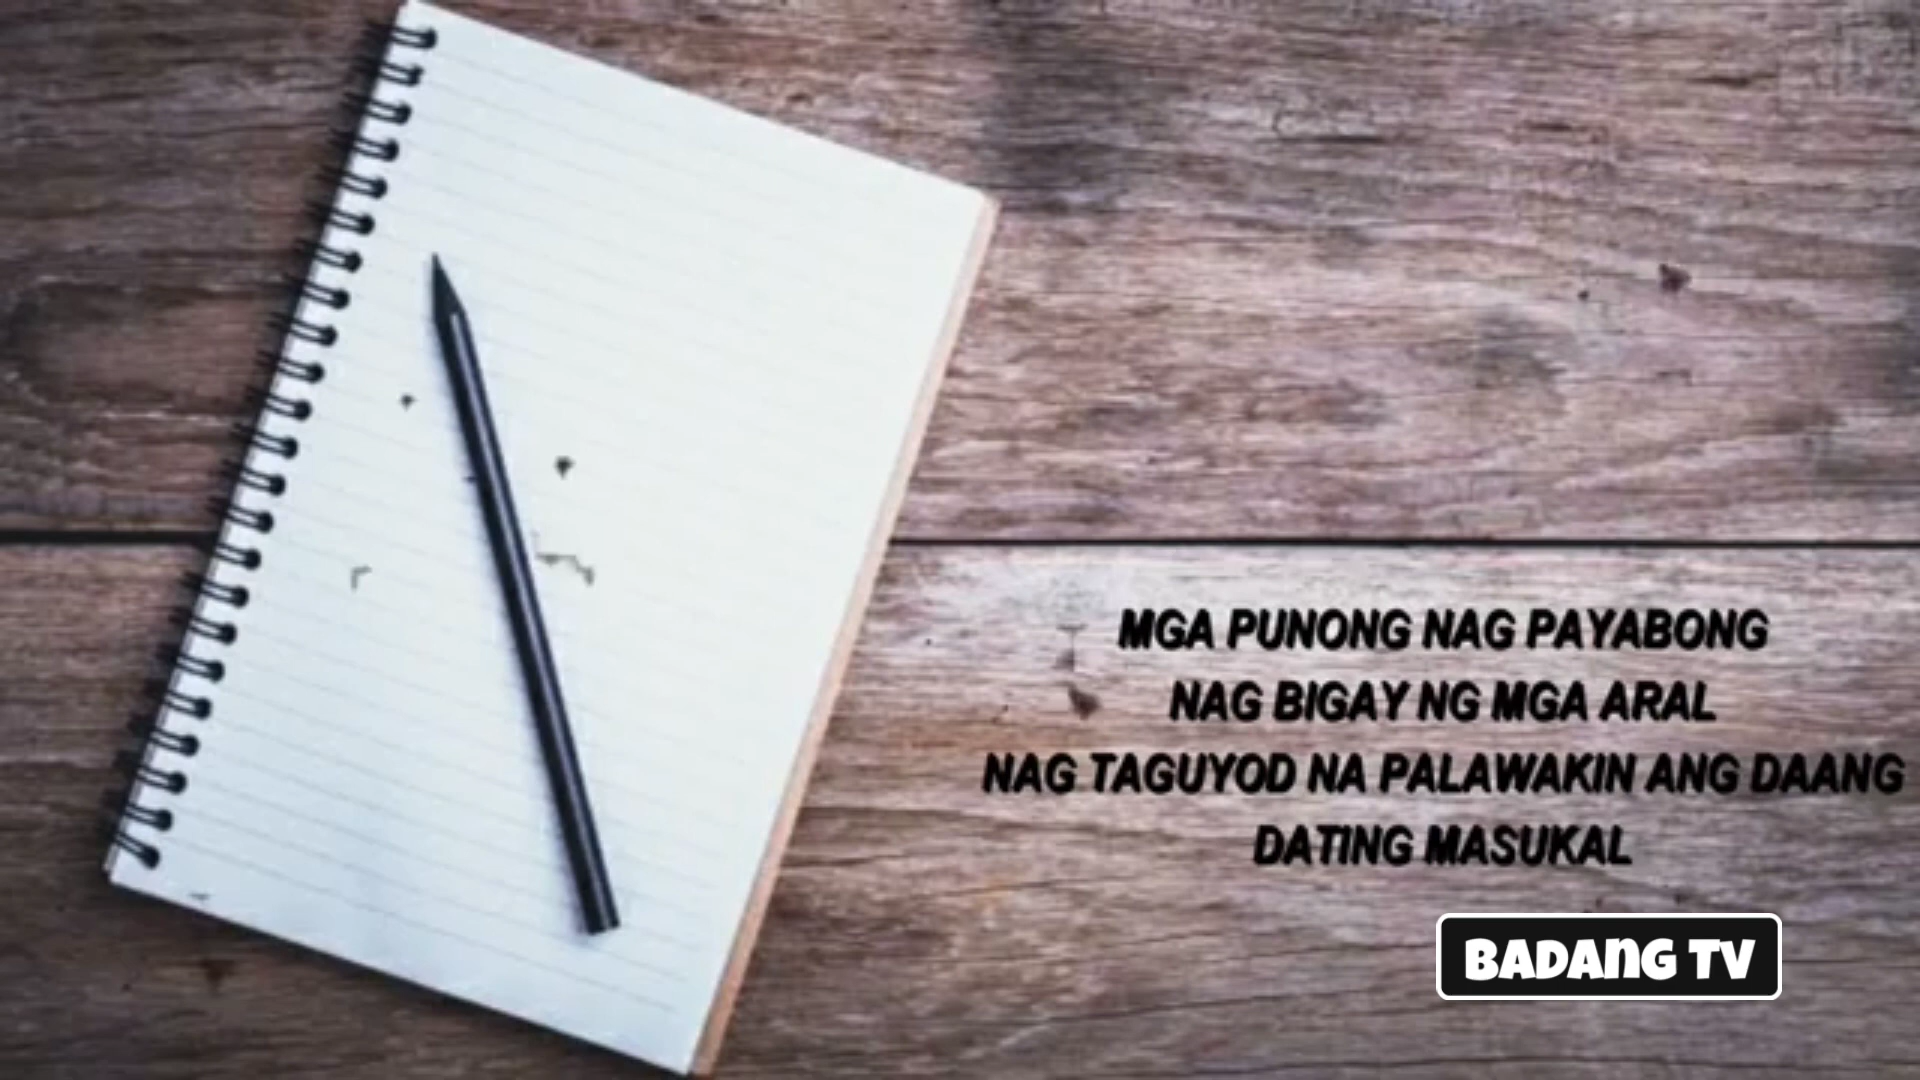 MGA PUNONG NAG PAYABONG
NAG BIGAY NG MGA ARAL
NAG TAGUYOD NA PALAWAKIN ANG DAANG
DATING MASUKAL
BADANG TV